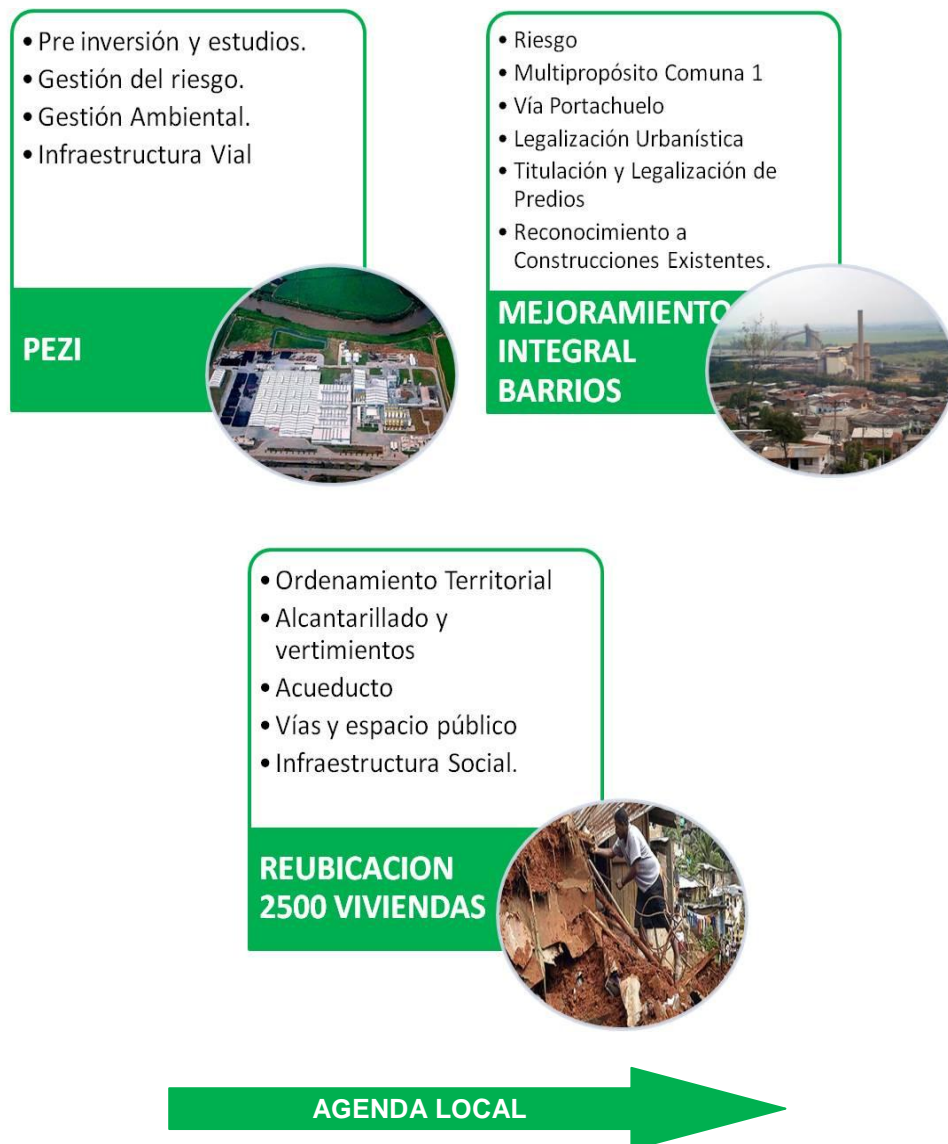 • Pre inversión y estudios.
• Gestión del riesgo.
• Gestión Ambiental.
• Infraestructura Vial
PEZI
• Riesgo
• Multipropósito Comuna 1
• Vía Portachuelo
• Legalización Urbanística
• Titulación y Legalización de
Predios
• Reconocimiento a
Construcciones Existentes.
MEJORAMIENTO
INTEGRAL
BARRIOS
• Ordenamiento Territorial
• Alcantarillado y
vertimientos
• Acueducto
• Vías y espacio público
• Infraestructura Social.
REUBICACION
2500 VIVIENDAS
AGENDA LOCAL